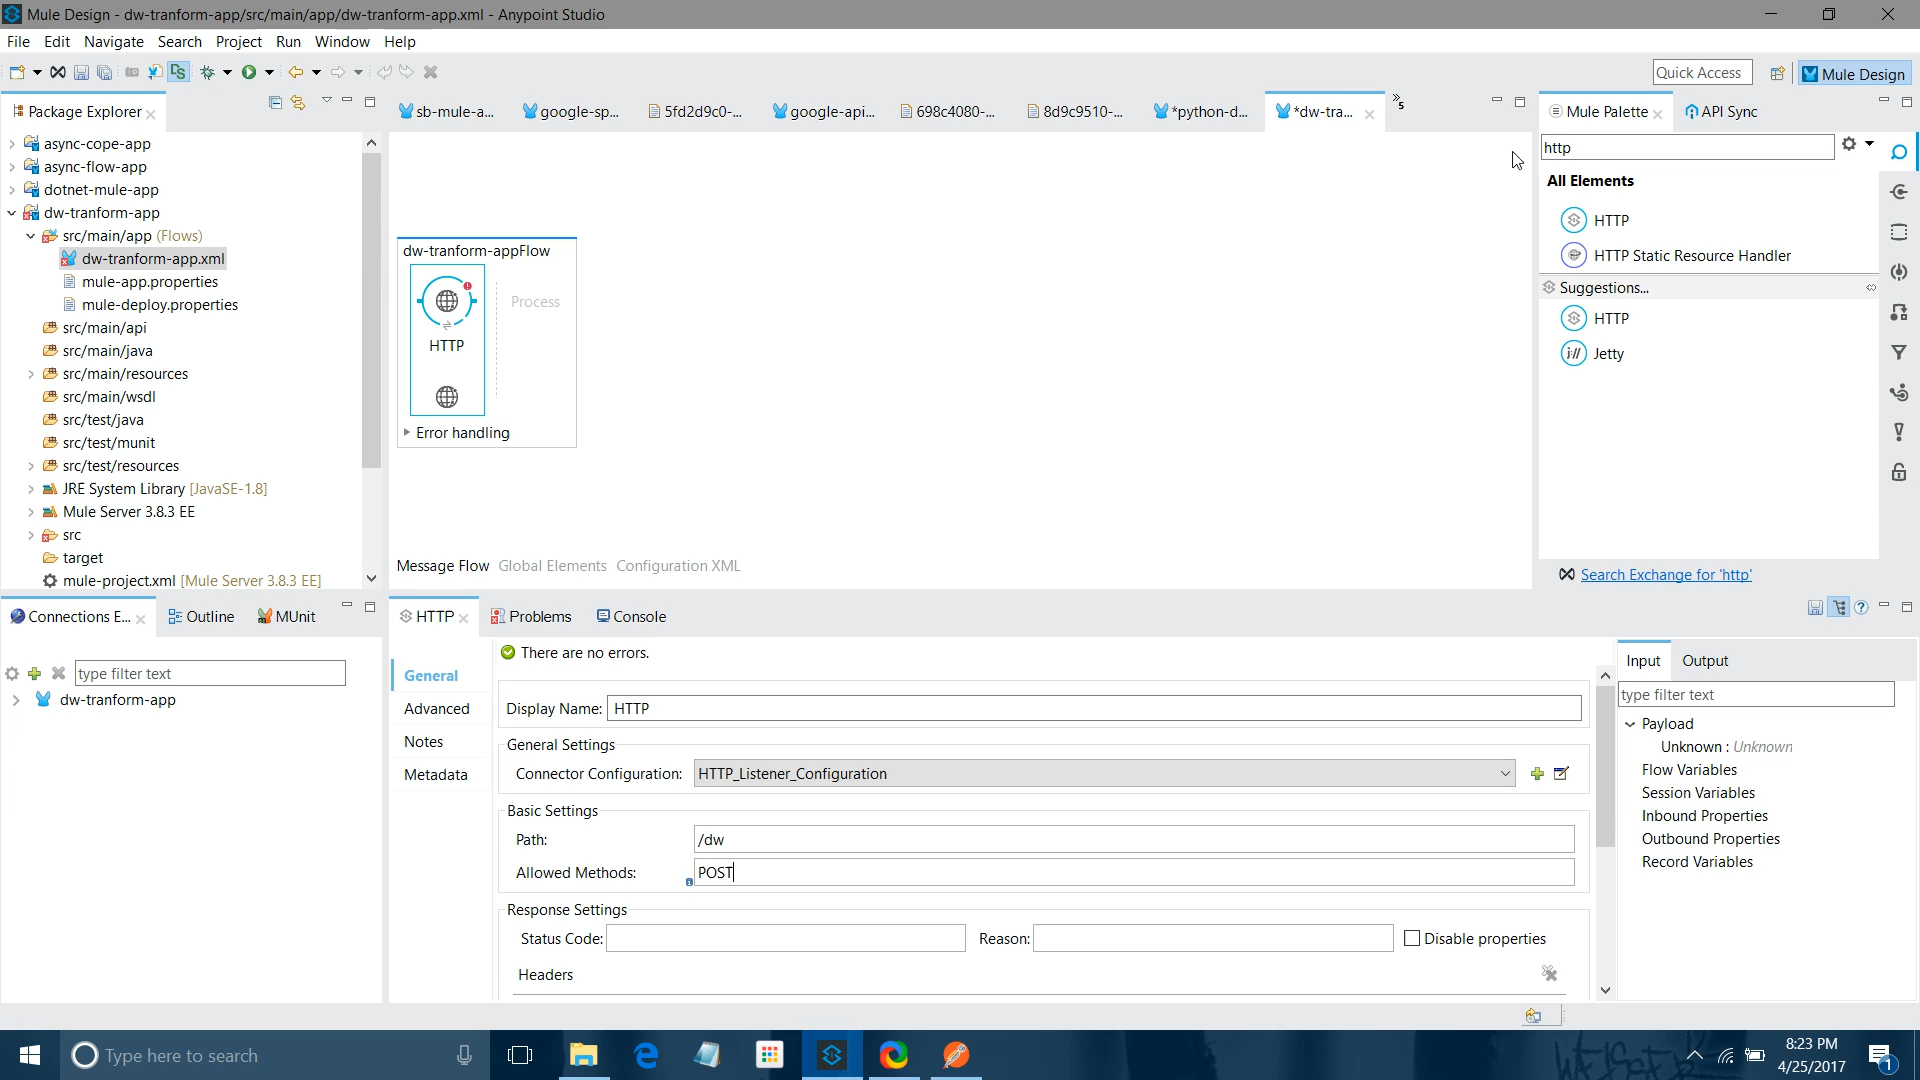 Mule Design - dw-tranform-app/src/main/app/dw-tranform-app.xml - Anypoint Studio
File Edit Navigate Search Project Run Window Help
Quick Access
Mule Design
Package Explorer
sb-mule-a...
google-sp...
5fd2d9c0-...
google-api...
698c4080-...
8d9c9510-...
*python-d...
*dw-tra...
»5
Mule Palette
API Sync
async-cope-app
async-flow-app
dotnet-mule-app
dw-tranform-app
src/main/app (Flows)
dw-tranform-app.xml
mule-app.properties
mule-deploy.properties
src/main/api
src/main/java
src/main/resources
src/main/wsdl
src/test/java
src/test/munit
src/test/resources
JRE System Library [JavaSE-1.8]
Mule Server 3.8.3 EE
src
target
mule-project.xml [Mule Server 3.8.3 EE]
dw-tranform-appFlow
Process
HTTP
Error handling
Message Flow Global Elements Configuration XML
http
All Elements
HTTP
HTTP Static Resource Handler
Suggestions...
HTTP
Jetty
Search Exchange for 'http'
Connections E...
Outline
MUnit
type filter text
dw-tranform-app
HTTP
Problems
Console
There are no errors.
General
Advanced
Notes
Metadata
Display Name: HTTP
General Settings
Connector Configuration: HTTP_Listener_Configuration
Basic Settings
Path: /dw
Allowed Methods: POST
Response Settings
Status Code:
Reason:
Disable properties
Headers
Input
Output
type filter text
Payload
Unknown : Unknown
Flow Variables
Session Variables
Inbound Properties
Outbound Properties
Record Variables
Type here to search
8:23 PM
4/25/2017
1